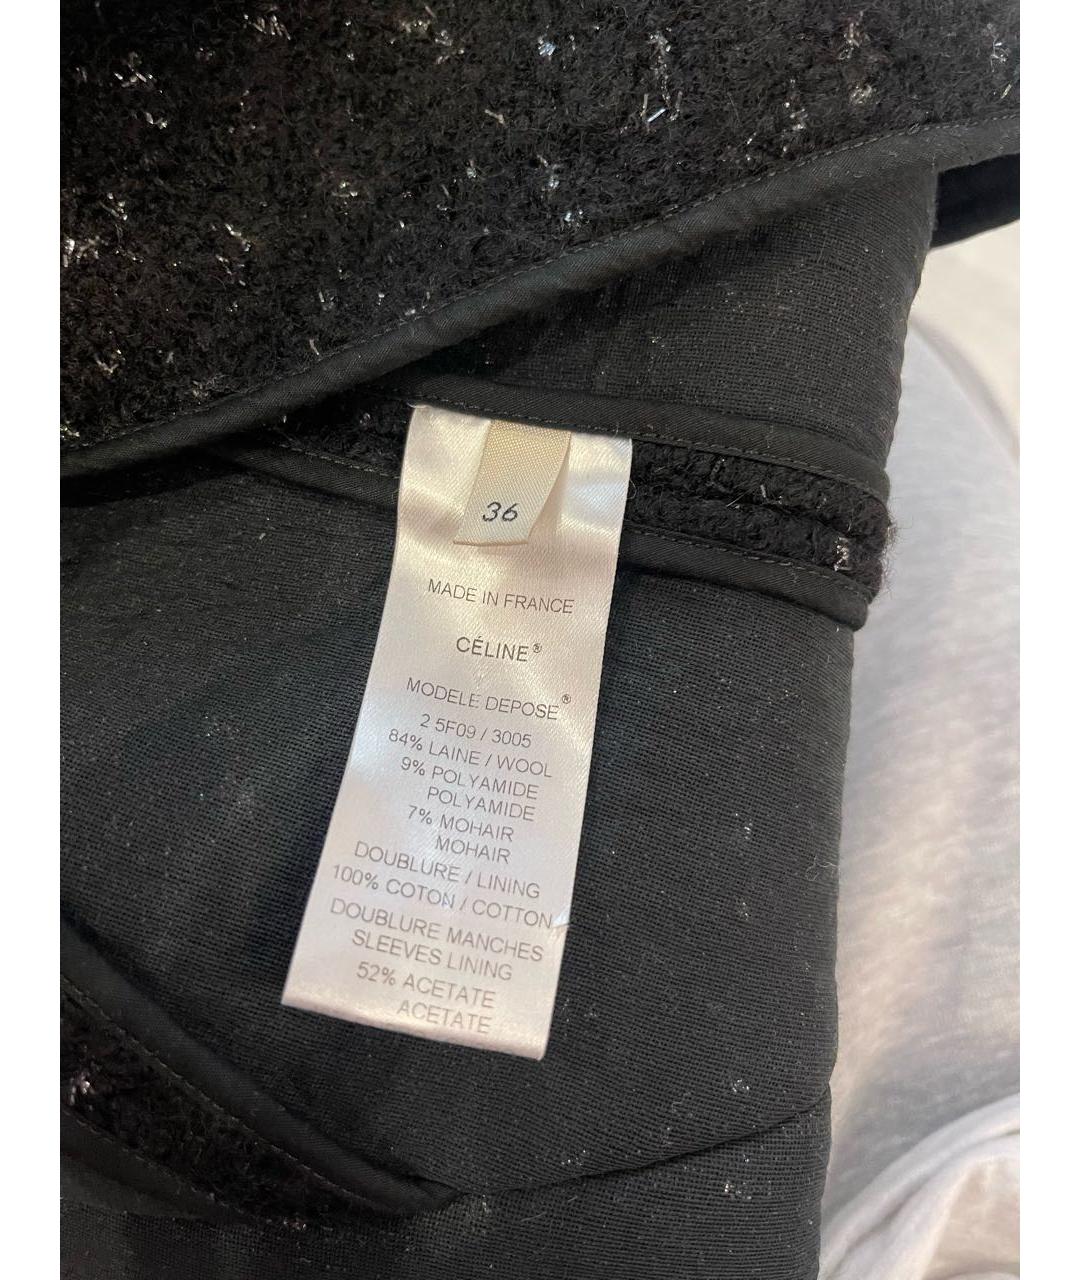 36
MADE IN FRANCE
CÉLINE®
MODELE DEPOSE®
2 5F09 / 3005
84% LAINE / WOOL
9% POLYAMIDE
POLYAMIDE
7% MOHAIR
MOHAIR
DOUBLURE / LINING
100% COTON / COTTON
DOUBLURE MANCHES
SLEEVES LINING
52% ACETATE
ACETATE